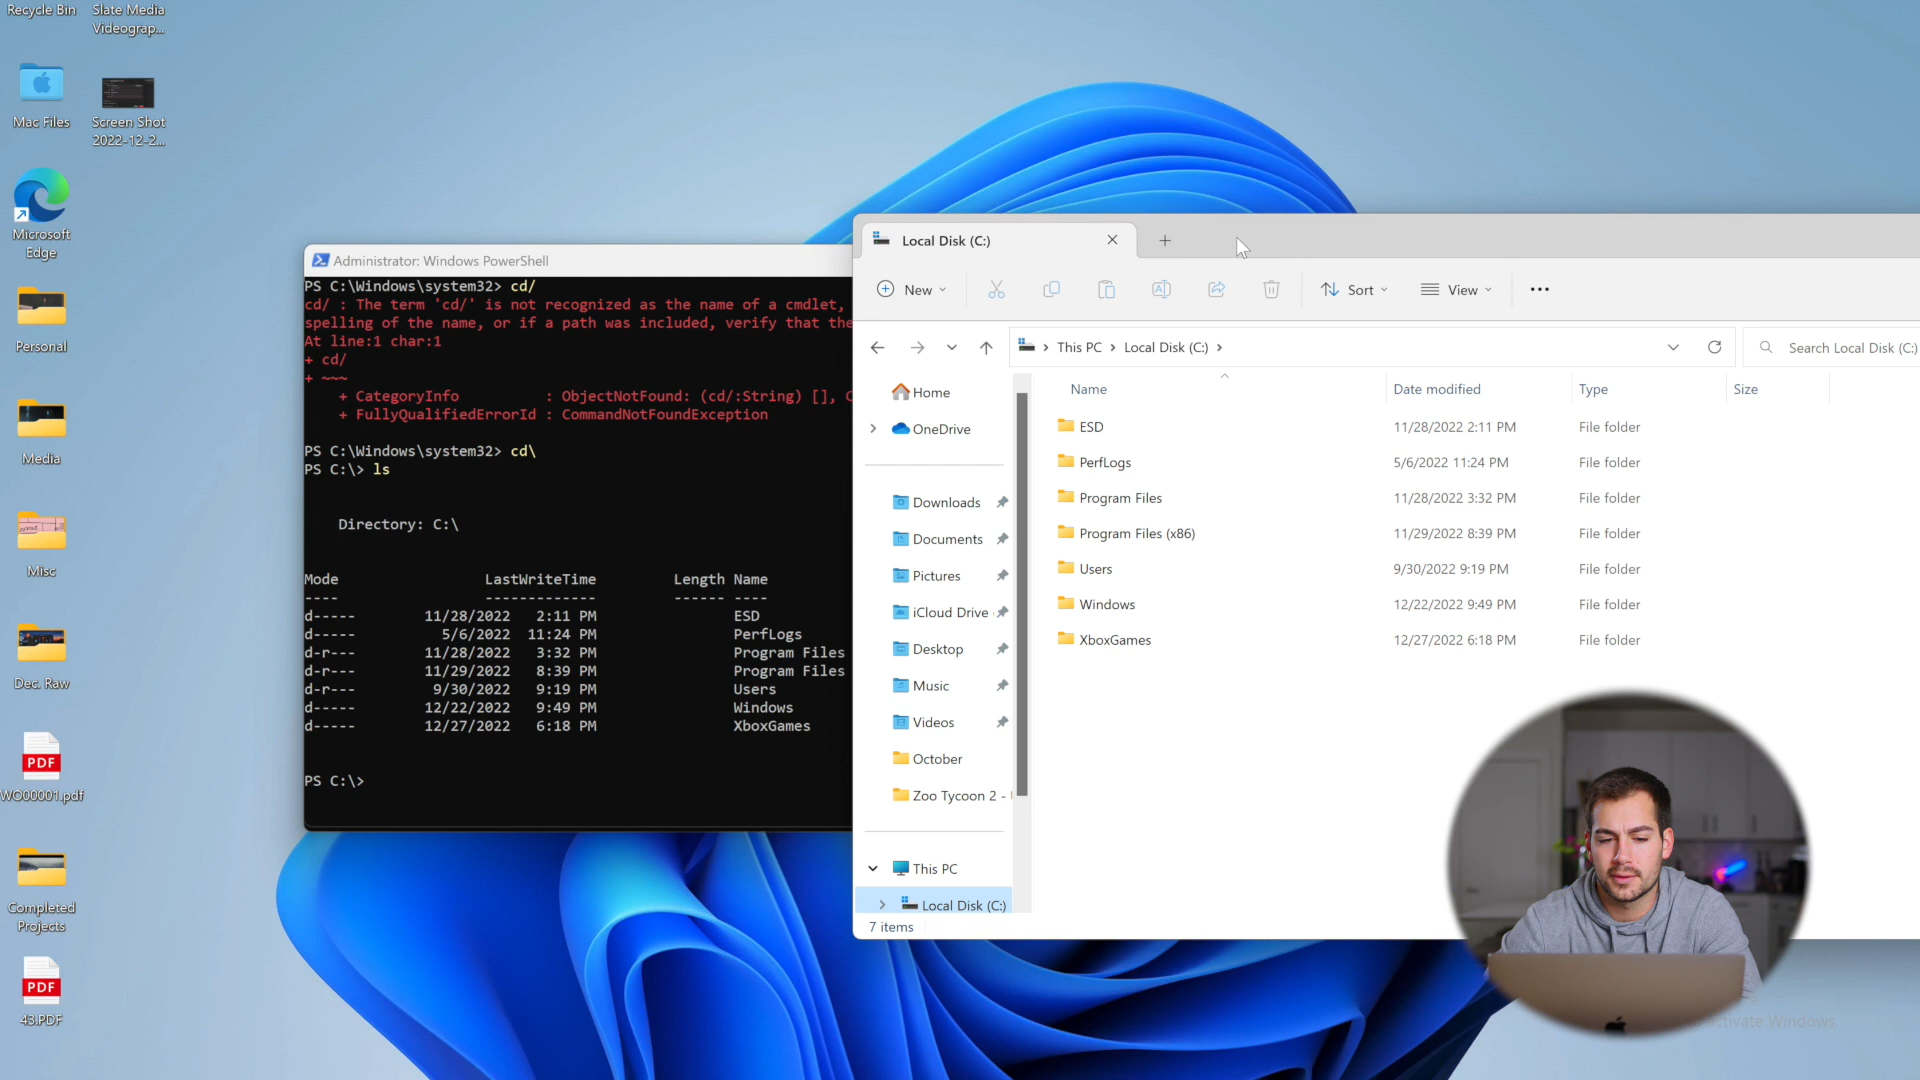 Recycle Bin
Slate Media
Videograp...
Mac Files
Screen Shot
2022-12-2...
Microsoft
Edge
Personal
Media
Misc
Dec. Raw
PDF
WO00001.pdf
Completed
Projects
PDF
43.PDF
Administrator: Windows PowerShell
PS C:\Windows\system32> cd/
cd/ : The term 'cd/' is not recognized as the name of a cmdlet,
spelling of the name, or if a path was included, verify that the
At line:1 char:1
+ cd/
+ ~~~
+ CategoryInfo : ObjectNotFound: (cd/:String) [], C
+ FullyQualifiedErrorId : CommandNotFoundException
PS C:\Windows\system32> cd\
PS C:\> ls
Directory: C:\
Mode LastWriteTime Length Name
---- ------------- ------ ----
d----- 11/28/2022 2:11 PM ESD
d----- 5/6/2022 11:24 PM PerfLogs
d-r--- 11/28/2022 3:32 PM Program Files
d-r--- 11/29/2022 8:39 PM Program Files
d-r--- 9/30/2022 9:19 PM Users
d----- 12/22/2022 9:49 PM Windows
d----- 12/27/2022 6:18 PM XboxGames
PS C:\>
Local Disk (C:)
New
Sort
View
This PC > Local Disk (C:) >
Search Local Disk (C:)
Home
OneDrive
Downloads
Documents
Pictures
iCloud Drive
Desktop
Music
Videos
October
Zoo Tycoon 2 -
This PC
Local Disk (C:)
7 items
Name Date modified Type Size
ESD 11/28/2022 2:11 PM File folder
PerfLogs 5/6/2022 11:24 PM File folder
Program Files 11/28/2022 3:32 PM File folder
Program Files (x86) 11/29/2022 8:39 PM File folder
Users 9/30/2022 9:19 PM File folder
Windows 12/22/2022 9:49 PM File folder
XboxGames 12/27/2022 6:18 PM File folder
activate Windows.